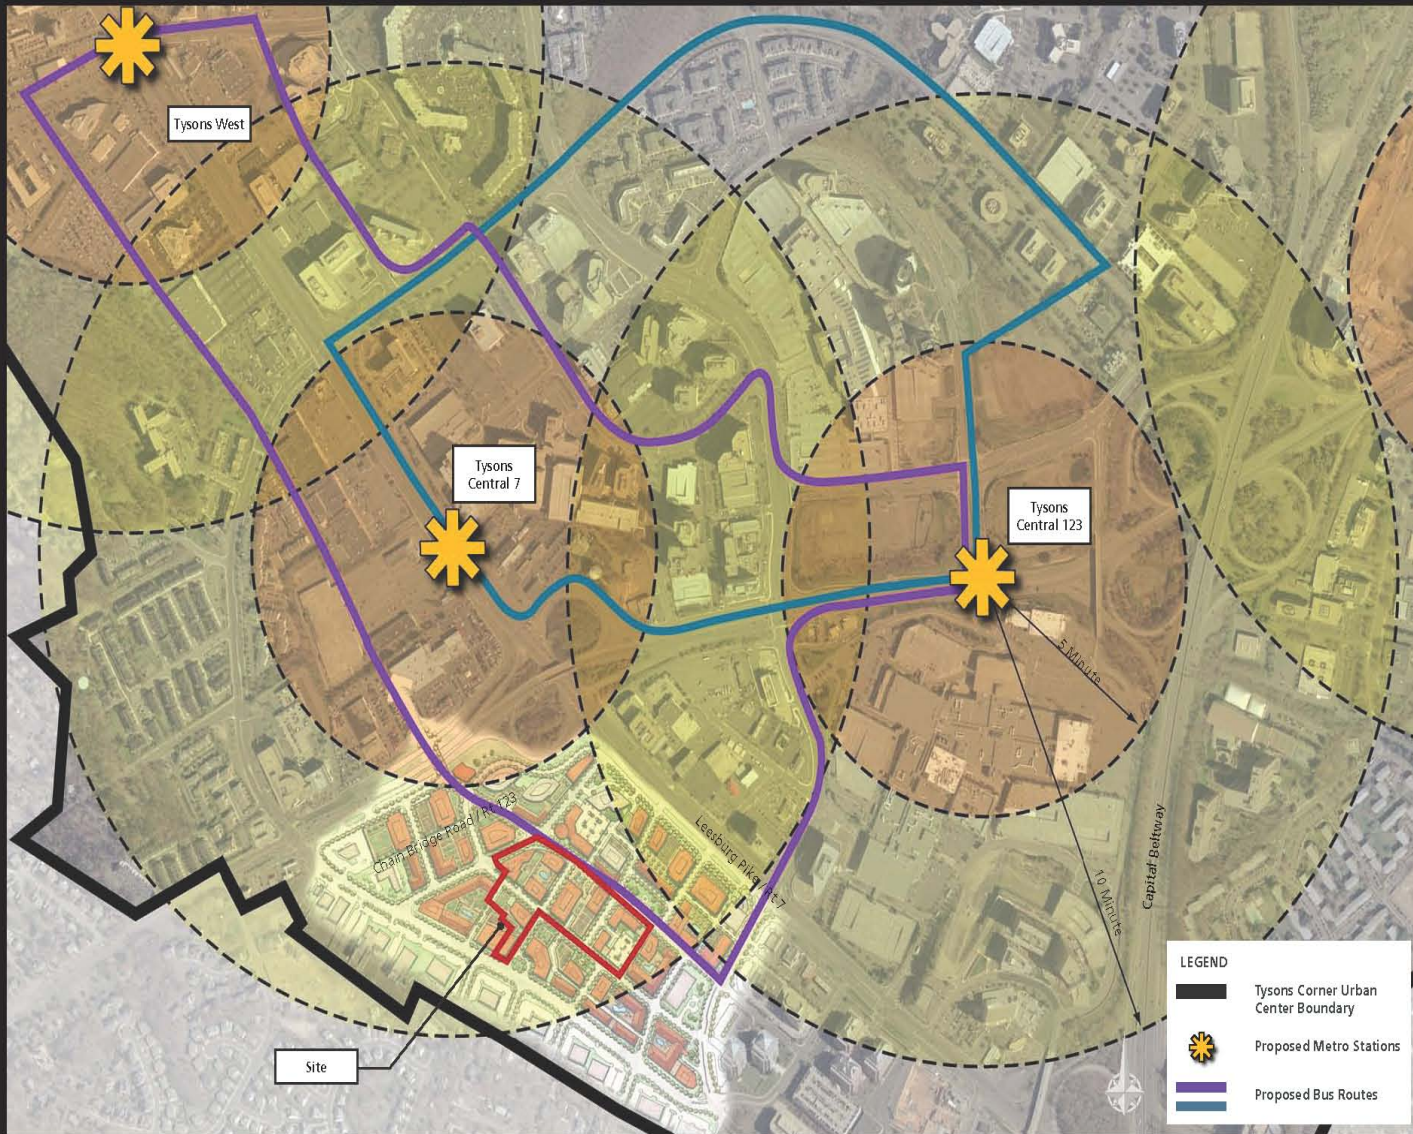 Tysons West
Tysons
Central 7
Tysons
Central 123
5 Minute
Chain Bridge Road / Rt.123
Leesburg Pike / Rt.7
Capital Beltway
10 Minute
Site
LEGEND
Tysons Corner Urban
Center Boundary
Proposed Metro Stations
Proposed Bus Routes